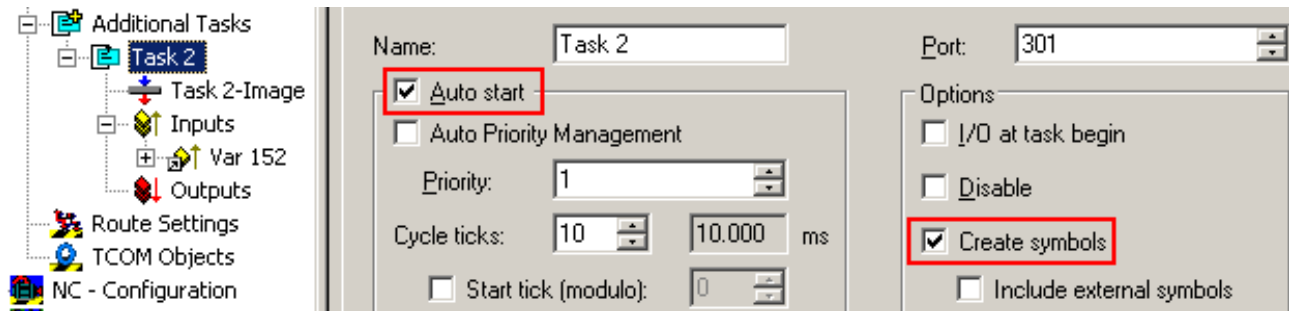 Additional Tasks
Task 2
Task 2-Image
Inputs
Var 152
Outputs
Route Settings
TCOM Objects
NC - Configuration
Name: Task 2
Auto start
Auto Priority Management
Priority: 1
Cycle ticks: 10 10.000 ms
Start tick (modulo): 0
Port: 301
Options
I/O at task begin
Disable
Create symbols
Include external symbols